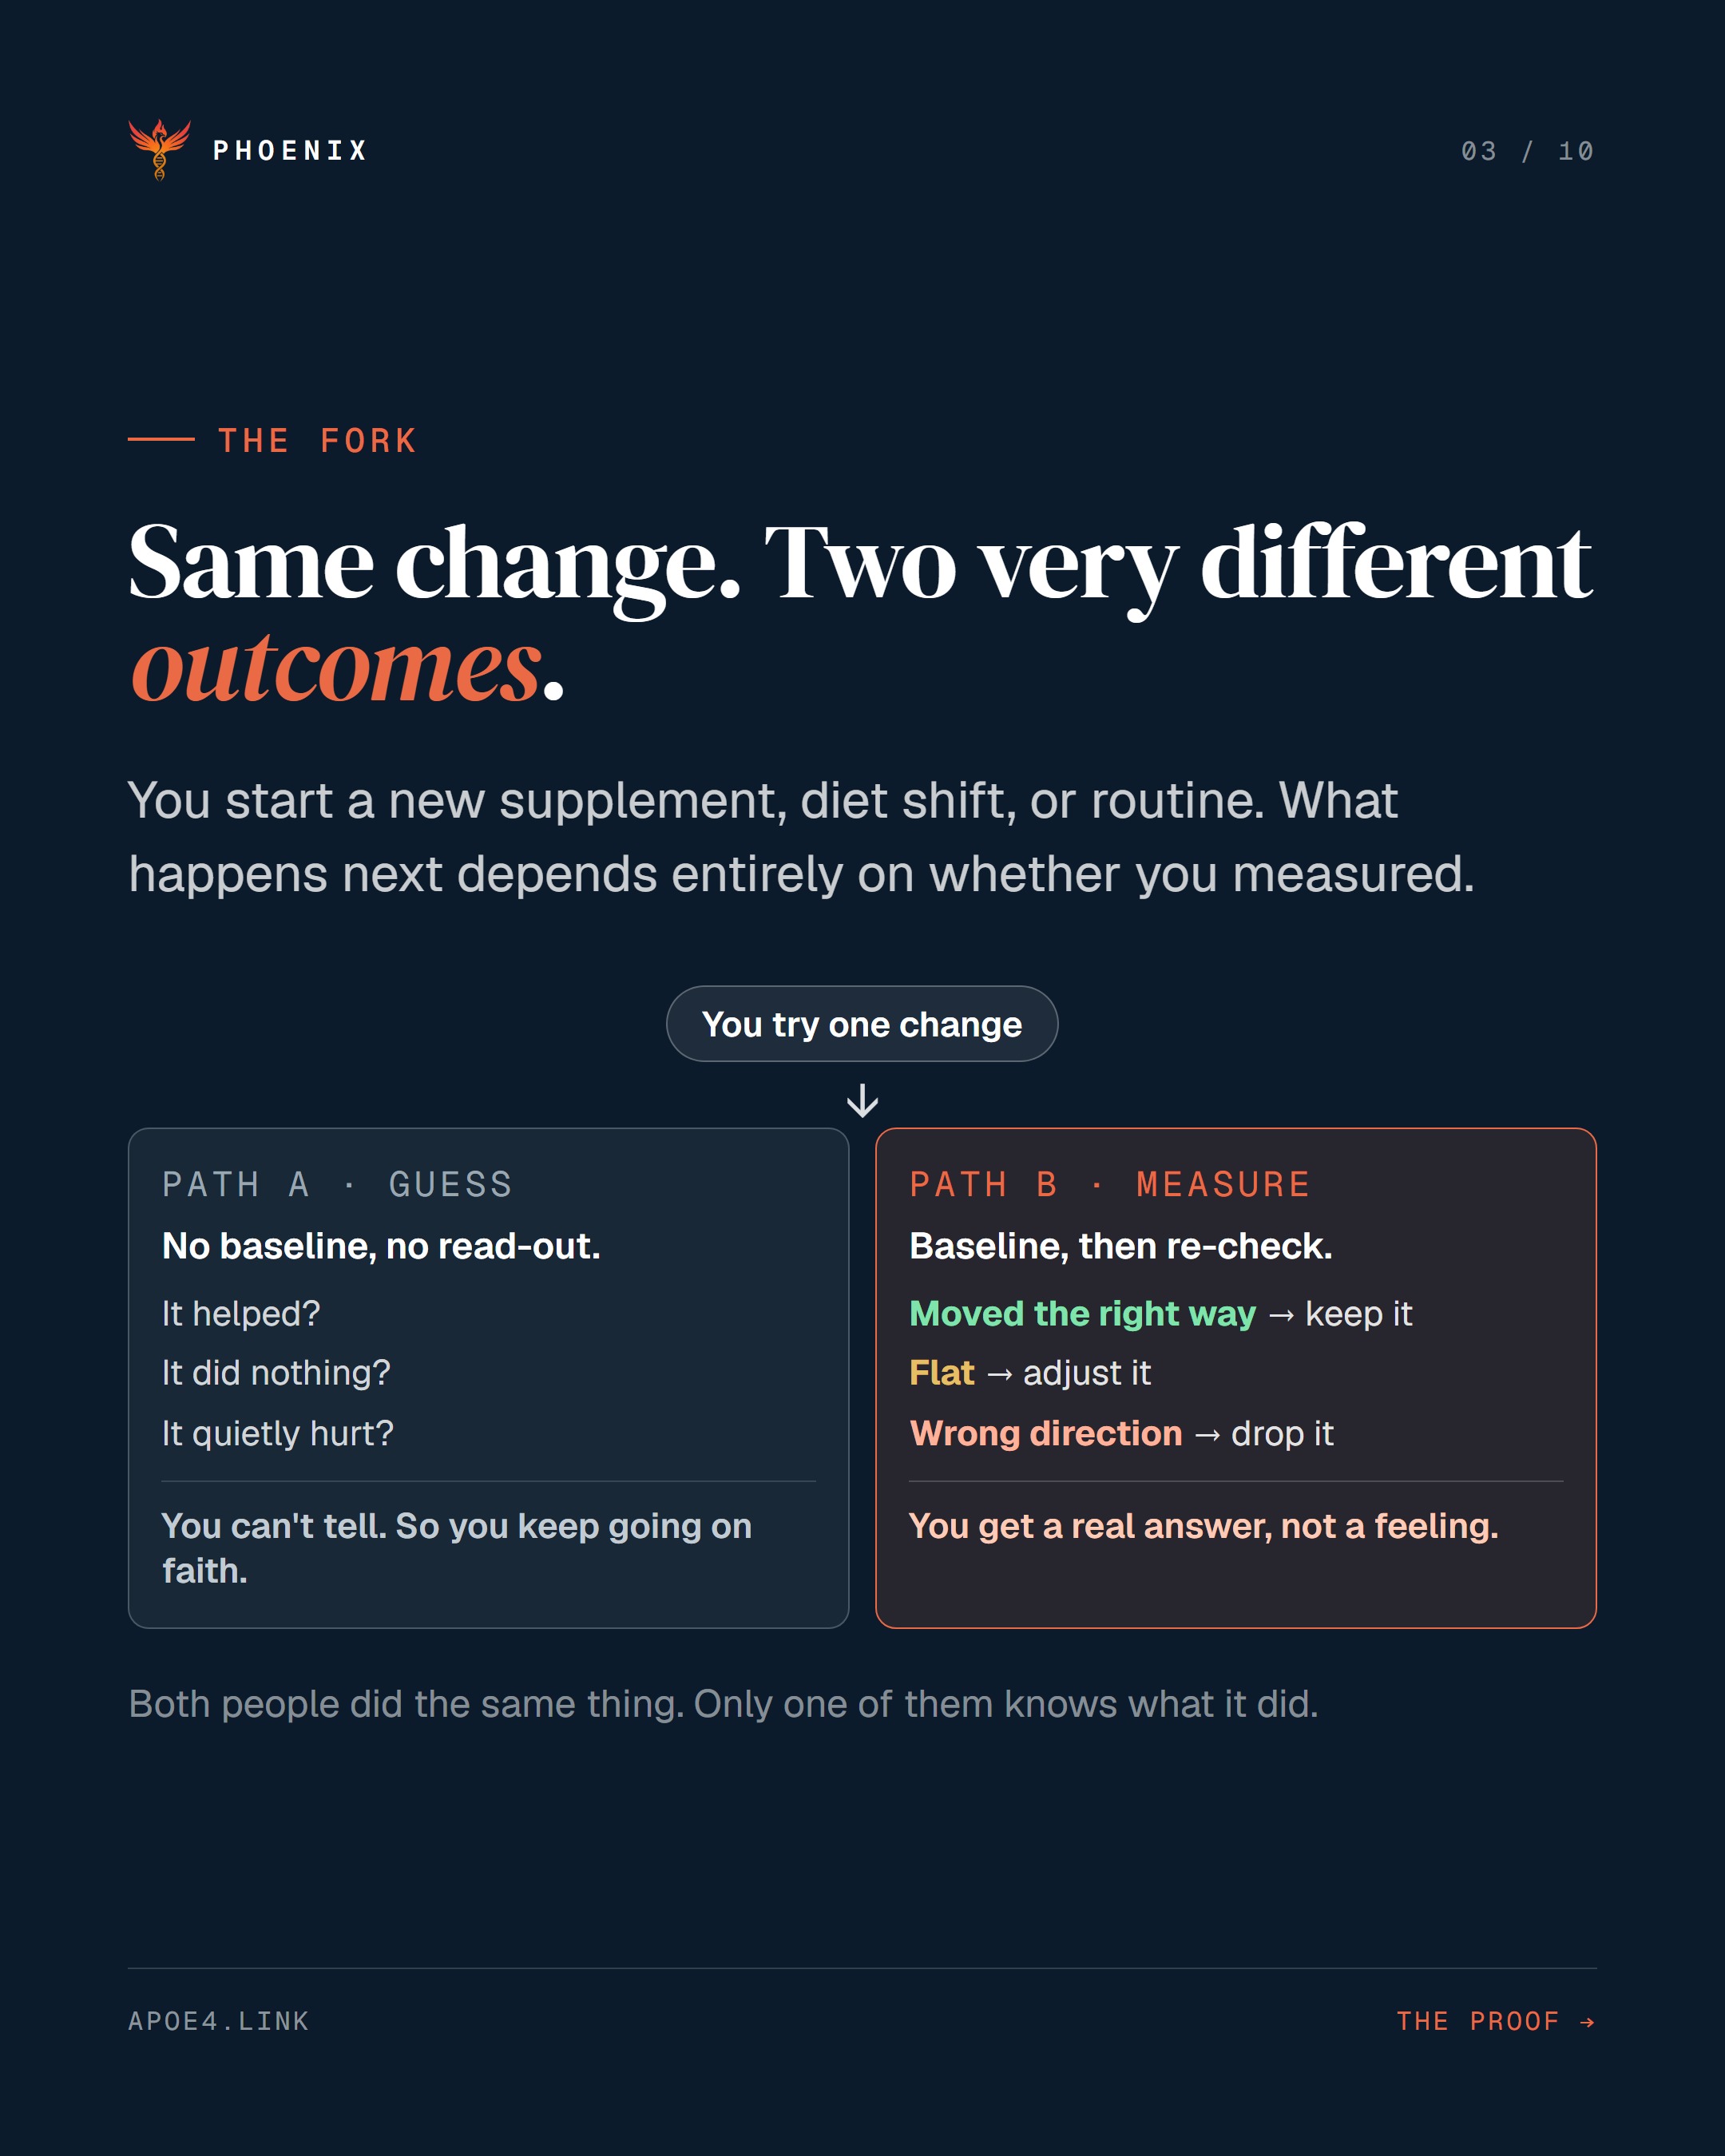 PHOENIX
03 / 10
THE FORK
Same change. Two very different
outcomes.
You start a new supplement, diet shift, or routine. What
happens next depends entirely on whether you measured.
You try one change
↓
PATH A · GUESS
No baseline, no read-out.
It helped?
It did nothing?
It quietly hurt?
You can't tell. So you keep going on
faith.
PATH B · MEASURE
Baseline, then re-check.
Moved the right way → keep it
Flat → adjust it
Wrong direction → drop it
You get a real answer, not a feeling.
Both people did the same thing. Only one of them knows what it did.
APOE4.LINK
THE PROOF →